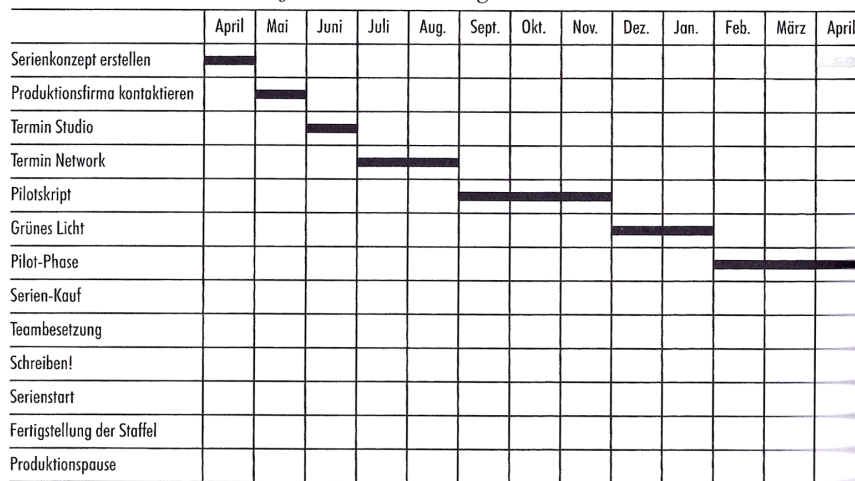 April Mai Juni Juli Aug. Sept. Okt. Nov. Dez. Jan. Feb. März April
Serienkonzept erstellen
Produktionsfirma kontaktieren
Termin Studio
Termin Network
Pilotskript
Grünes Licht
Pilot-Phase
Serien-Kauf
Teambesetzung
Schreiben!
Serienstart
Fertigstellung der Staffel
Produktionspause